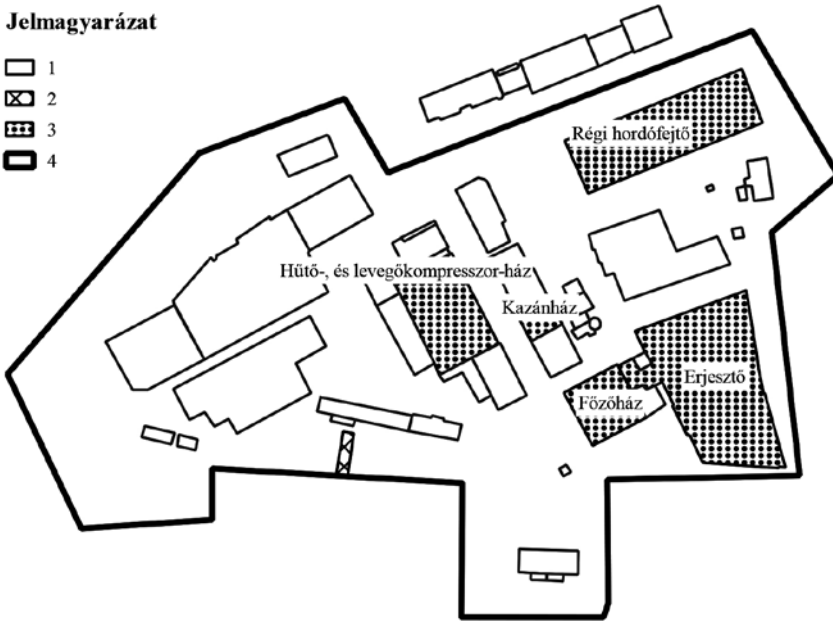 Jelmagyarázat
1
2
3
4
Régi hordófejtő
Hűtő-, és levegőkompresszor-ház
Kazánház
Erjesztő
Főzőház